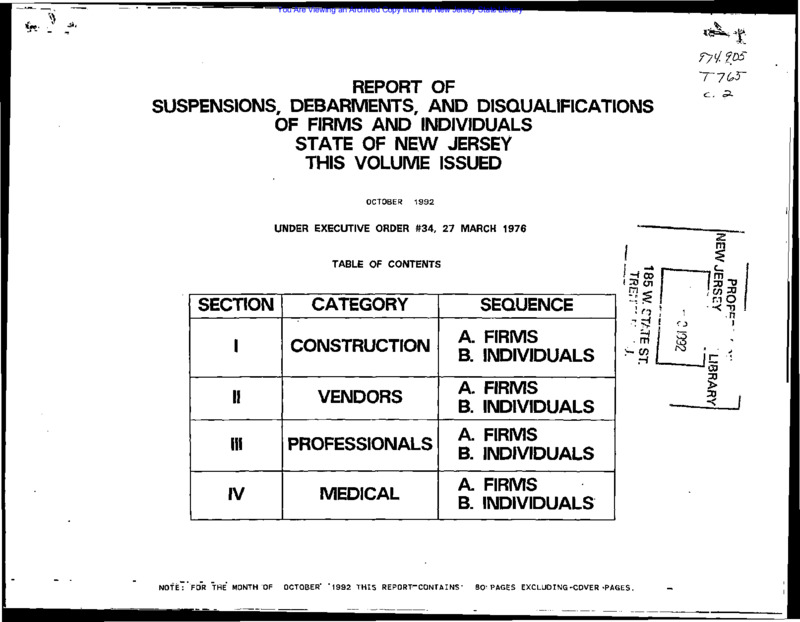 You Are Viewing an Archived Copy from the New Jersey State Library
974.905
T765
c. 2
REPORT OF
SUSPENSIONS, DEBARMENTS, AND DISQUALIFICATIONS
OF FIRMS AND INDIVIDUALS
STATE OF NEW JERSEY
THIS VOLUME ISSUED
OCTOBER 1992
UNDER EXECUTIVE ORDER #34, 27 MARCH 1976
TABLE OF CONTENTS
SECTION CATEGORY SEQUENCE
I CONSTRUCTION A. FIRMS
B. INDIVIDUALS
II VENDORS A. FIRMS
B. INDIVIDUALS
III PROFESSIONALS A. FIRMS
B. INDIVIDUALS
IV MEDICAL A. FIRMS
B. INDIVIDUALS
LIBRARY
NEW JERSEY
1992
185 W. STATE ST.
NOTE: FOR THE MONTH OF OCTOBER 1992 THIS REPORT CONTAINS 80 PAGES EXCLUDING COVER PAGES.